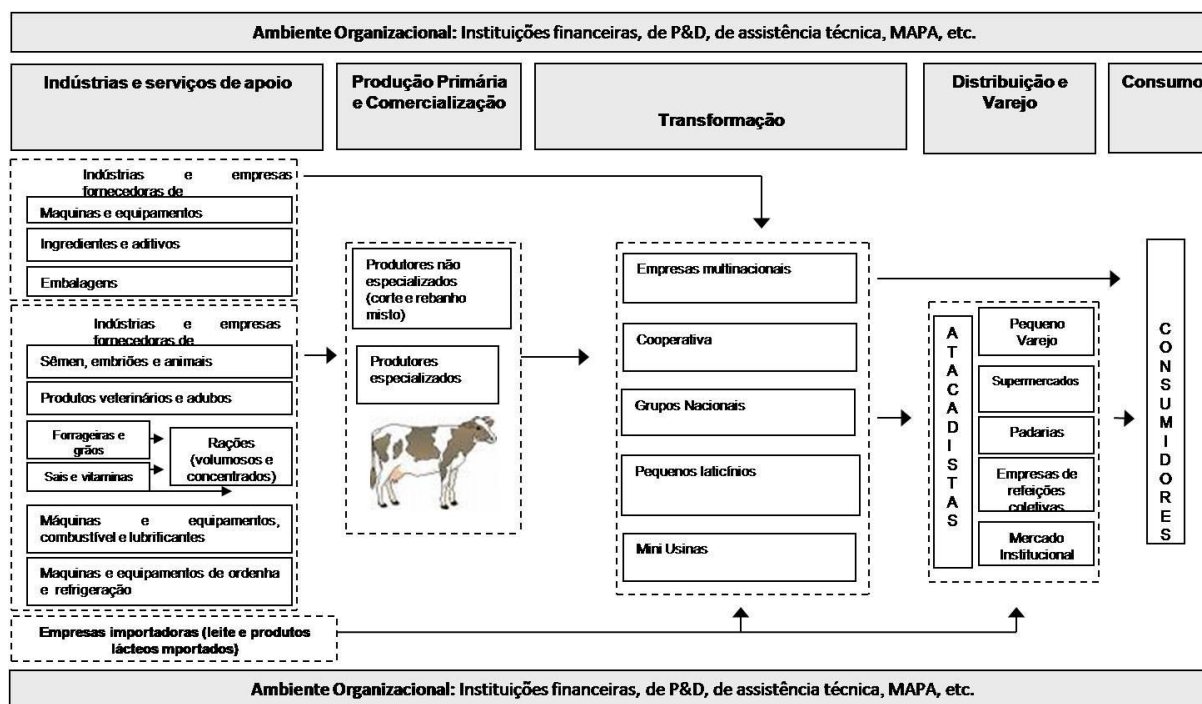 Ambiente Organizacional: Instituições financeiras, de P&D, de assistência técnica, MAPA, etc.
Indústrias e serviços de apoio
Produção Primária
e Comercialização
Transformação
Distribuição e
Varejo
Consumo
Indústrias e empresas
fornecedoras de
Maquinas e equipamentos
Ingredientes e aditivos
Embalagens
Indústrias e empresas
fornecedoras de
Sêmen, embriões e animais
Produtos veterinários e adubos
Forrageiras e
grãos
Sais e vitaminas
Rações
(volumosos e
concentrados)
Máquinas e equipamentos,
combustível e lubrificantes
Maquinas e equipamentos de ordenha
e refrigeração
Empresas importadoras (leite e produtos
lácteos mportados)
Produtores não
especializados
(corte e rebanho
misto)
Produtores
especializados
Empresas multinacionais
Cooperativa
Grupos Nacionais
Pequenos laticínios
Mini Usinas
ATACADISTAS
Pequeno
Varejo
Supermercados
Padarias
Empresas de
refeições
coletivas
Mercado
Institucional
CONSUMIDORES
Ambiente Organizacional: Instituições financeiras, de P&D, de assistência técnica, MAPA, etc.